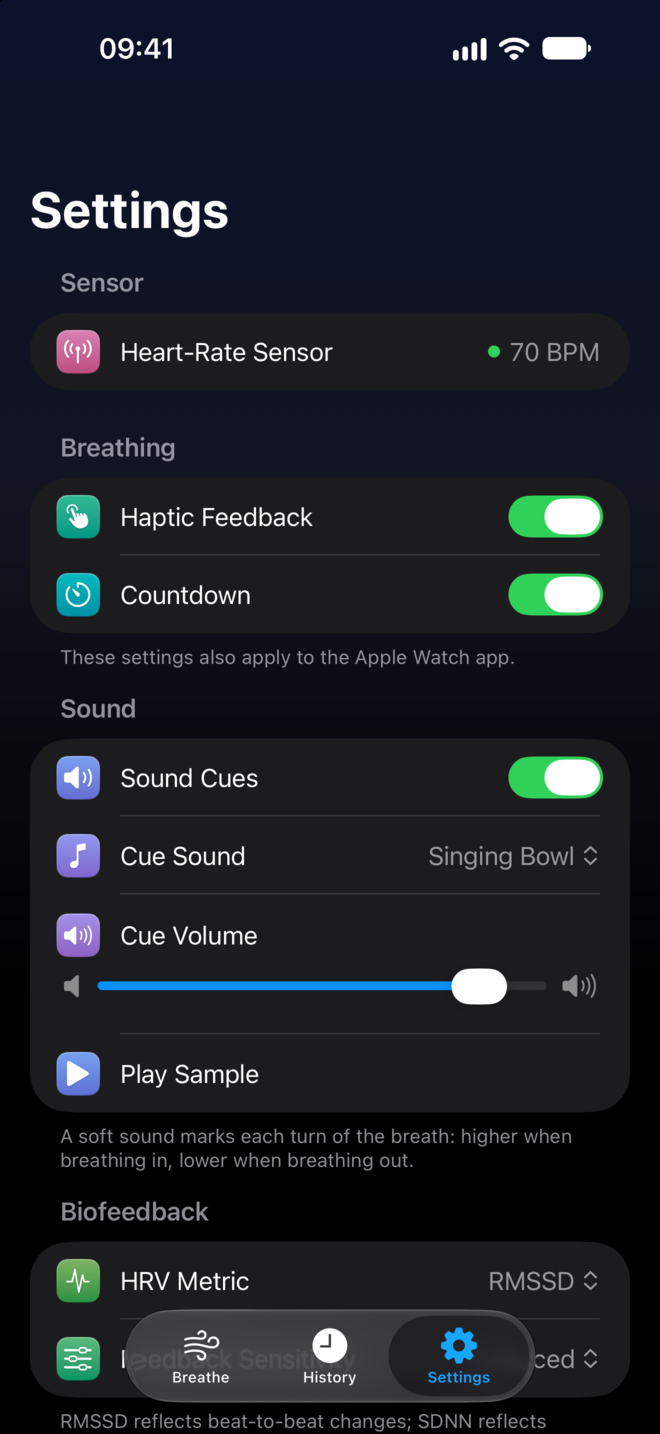 09:41
Settings
Sensor
Heart-Rate Sensor 70 BPM
Breathing
Haptic Feedback
Countdown
These settings also apply to the Apple Watch app.
Sound
Sound Cues
Cue Sound Singing Bowl
Cue Volume
Play Sample
A soft sound marks each turn of the breath: higher when
breathing in, lower when breathing out.
Biofeedback
HRV Metric RMSSD
Feedback Sensitivity ced
Breathe History Settings
RMSSD reflects beat-to-beat changes; SDNN reflects